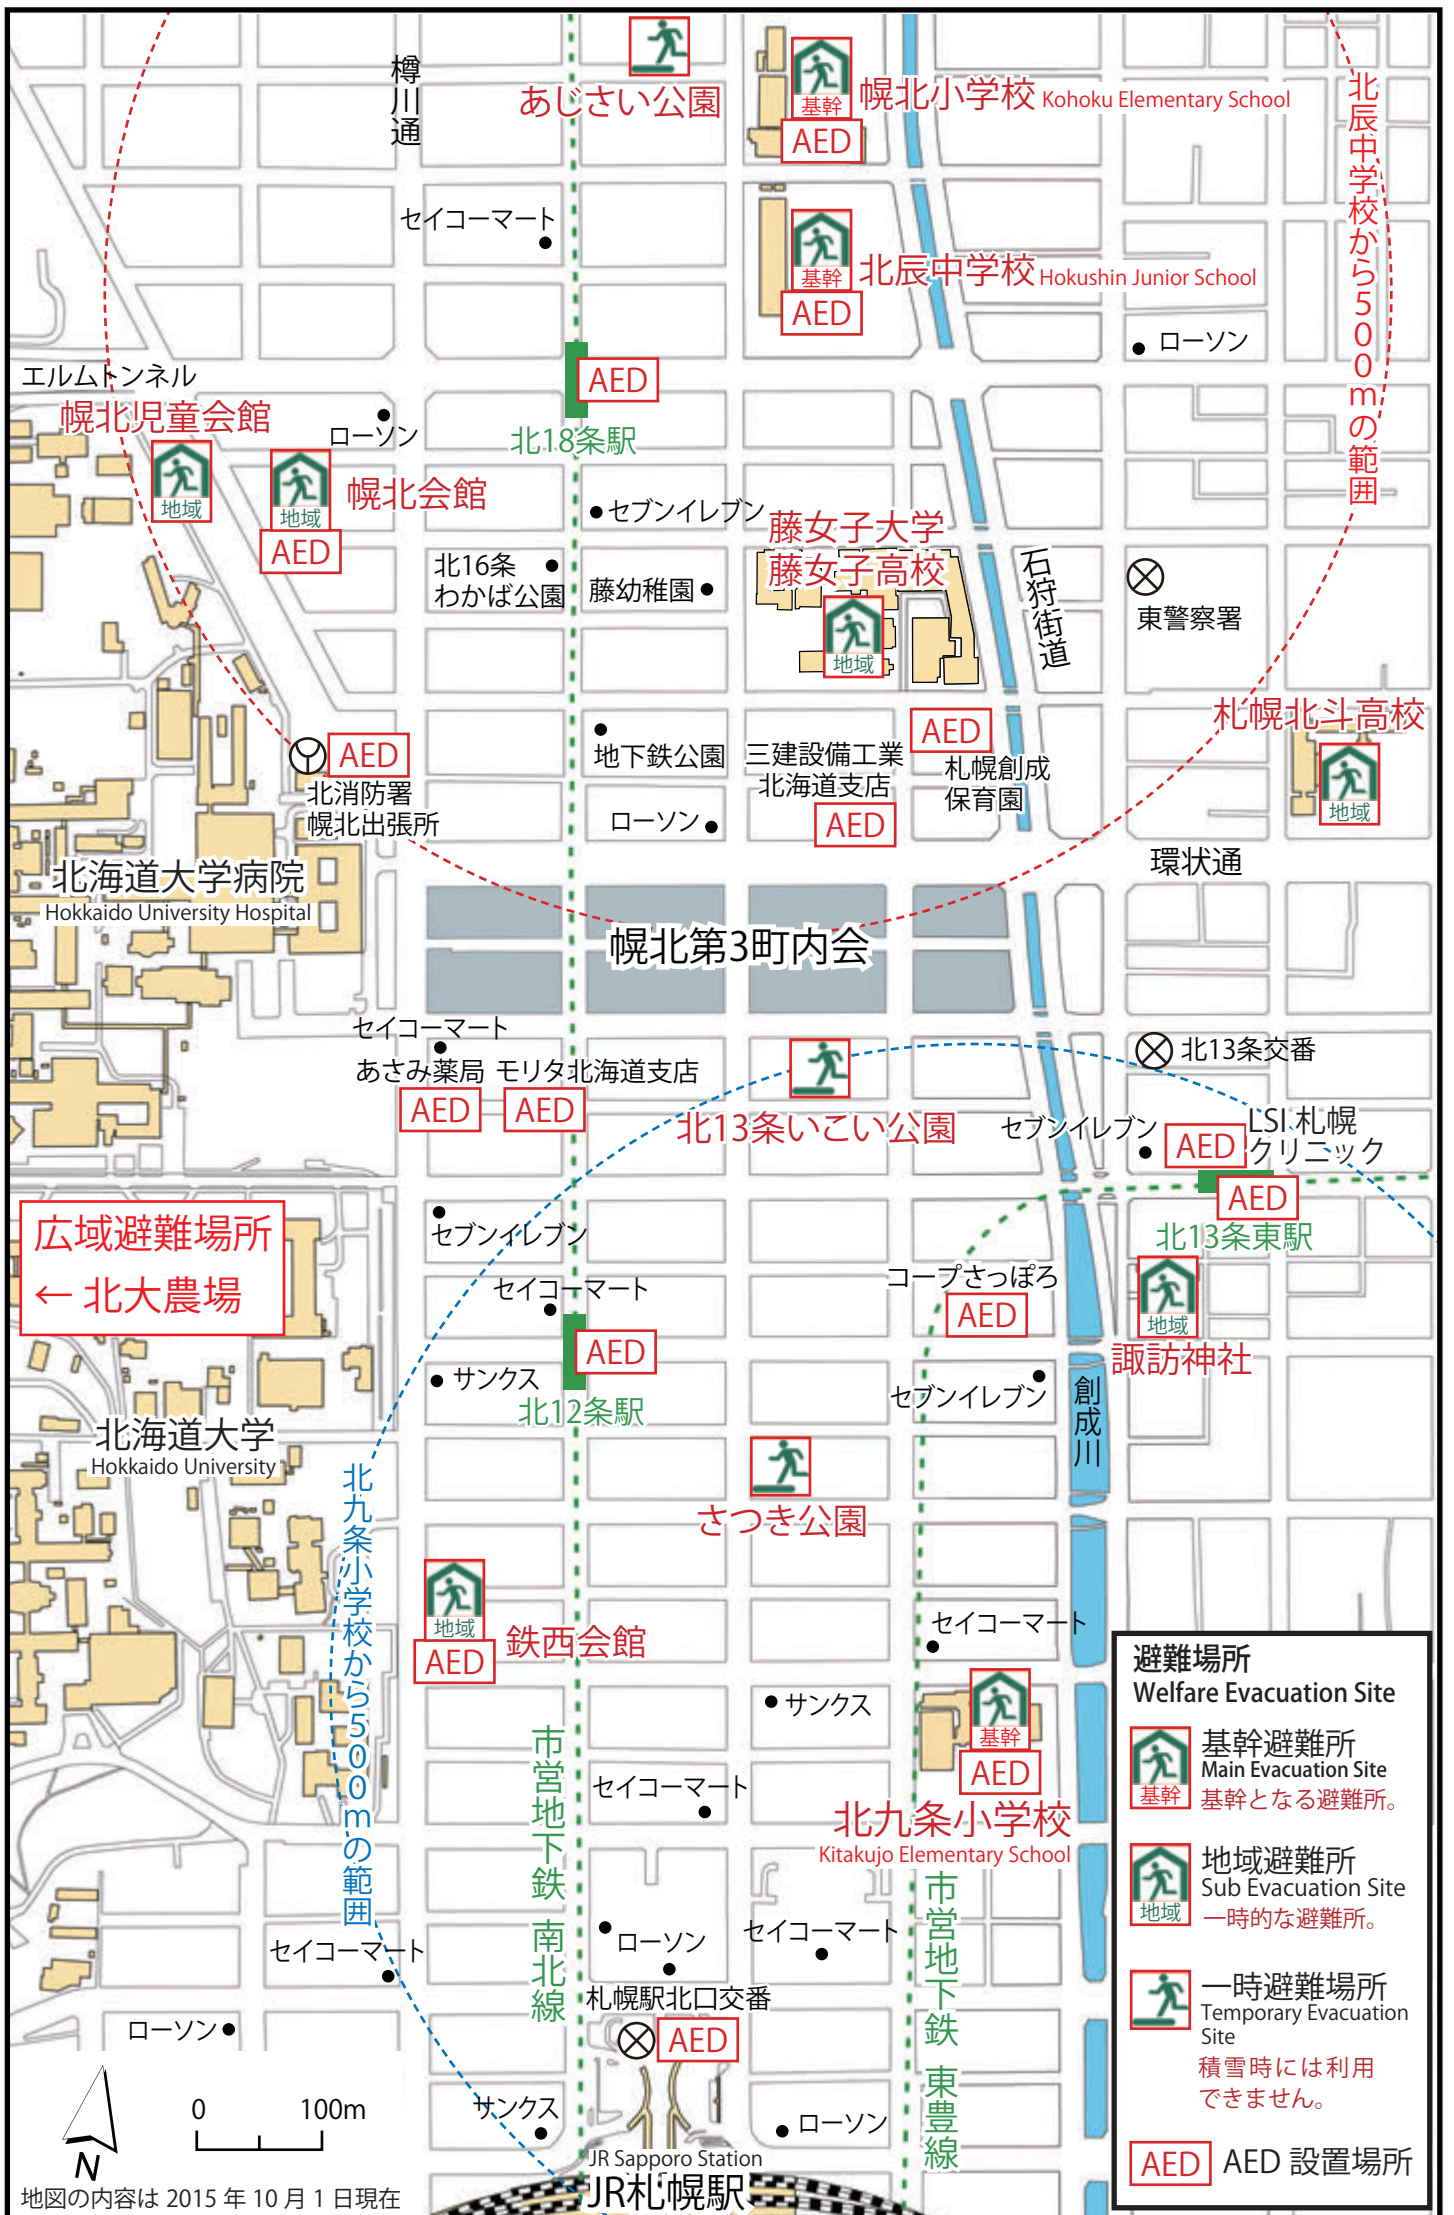 樽川通
あじさい公園
基幹
幌北小学校 Kohoku Elementary School
AED
北辰中学校から500mの範囲
セイコーマート
基幹
北辰中学校 Hokushin Junior School
AED
ローソン
エルムトンネル
AED
幌北児童会館
ローソン
北18条駅
地域
地域
幌北会館
AED
セブンイレブン
藤女子大学
藤女子高校
地域
北16条
わかば公園
藤幼稚園
石狩街道
東警察署
札幌北斗高校
地域
AED
北消防署
幌北出張所
地下鉄公園
三建設備工業
北海道支店
AED
AED
札幌創成
保育園
ローソン
環状通
北海道大学病院
Hokkaido University Hospital
幌北第3町内会
セイコーマート
あさみ薬局
モリタ北海道支店
AED
AED
北13条いこい公園
北13条交番
セブンイレブン
AED
LSI 札幌
クリニック
AED
北13条東駅
広域避難場所
← 北大農場
セブンイレブン
セイコーマート
コープさっぽろ
AED
地域
諏訪神社
AED
サンクス
北12条駅
セブンイレブン
創成川
北海道大学
Hokkaido University
さつき公園
北九条小学校から500mの範囲
地域
AED
鉄西会館
セイコーマート
サンクス
基幹
AED
北九条小学校
Kitakujo Elementary School
市営地下鉄 南北線
セイコーマート
市営地下鉄 東豊線
ローソン
セイコーマート
セイコーマート
札幌駅北口交番
AED
ローソン
サンクス
ローソン
JR Sapporo Station
JR札幌駅
N
0 100m
地図の内容は 2015 年 10 月 1 日現在
避難場所
Welfare Evacuation Site
基幹
基幹避難所
Main Evacuation Site
基幹となる避難所。
地域
地域避難所
Sub Evacuation Site
一時的な避難所。
一時避難場所
Temporary Evacuation
Site
積雪時には利用
できません。
AED AED 設置場所